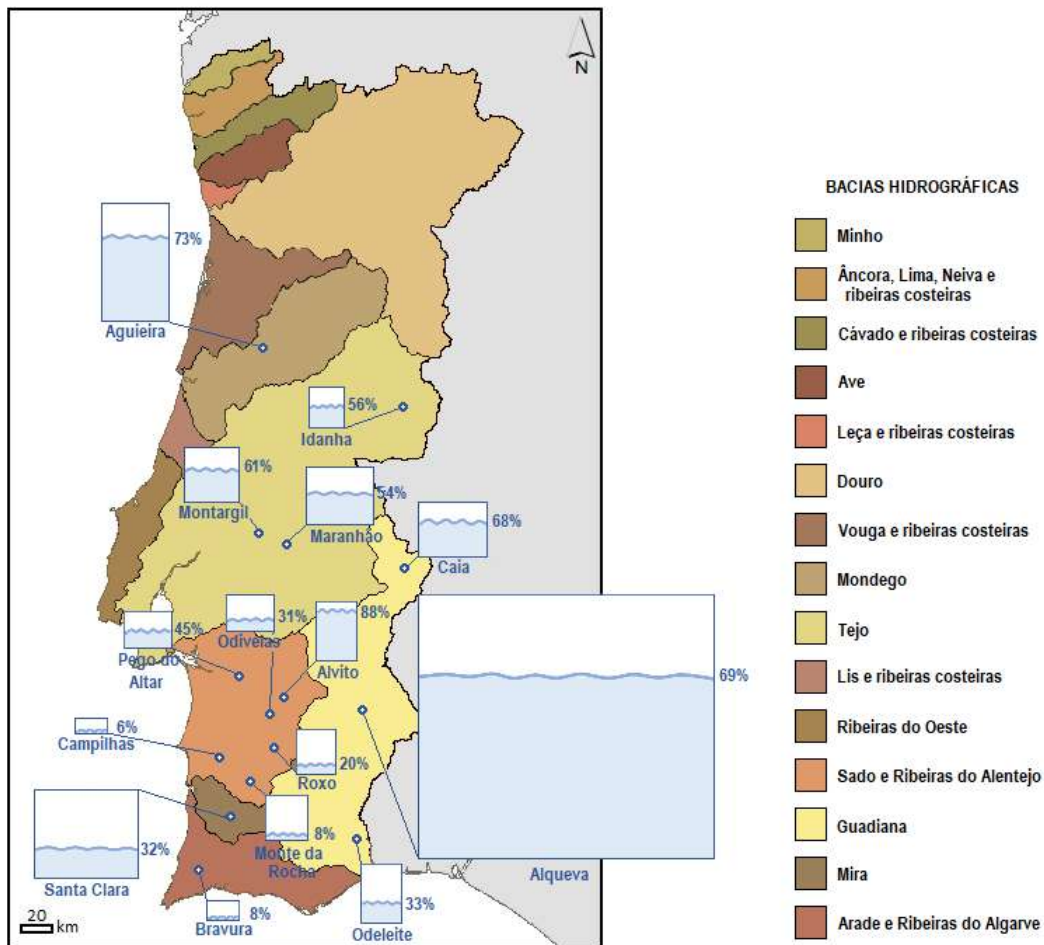 N
73%
Aguieira
56%
Idanha
61%
Montargil
54%
Maranhão
68%
Caia
31%
Odivelas
88%
Alvito
45%
Pego do
Altar
69%
Alqueva
6%
Campilhas
20%
Roxo
32%
Santa Clara
8%
Monte da
Rocha
8%
Bravura
33%
Odeleite
20
km
BACIAS HIDROGRÁFICAS
Minho
Âncora, Lima, Neiva e
ribeiras costeiras
Cávado e ribeiras costeiras
Ave
Leça e ribeiras costeiras
Douro
Vouga e ribeiras costeiras
Mondego
Tejo
Lis e ribeiras costeiras
Ribeiras do Oeste
Sado e Ribeiras do Alentejo
Guadiana
Mira
Arade e Ribeiras do Algarve